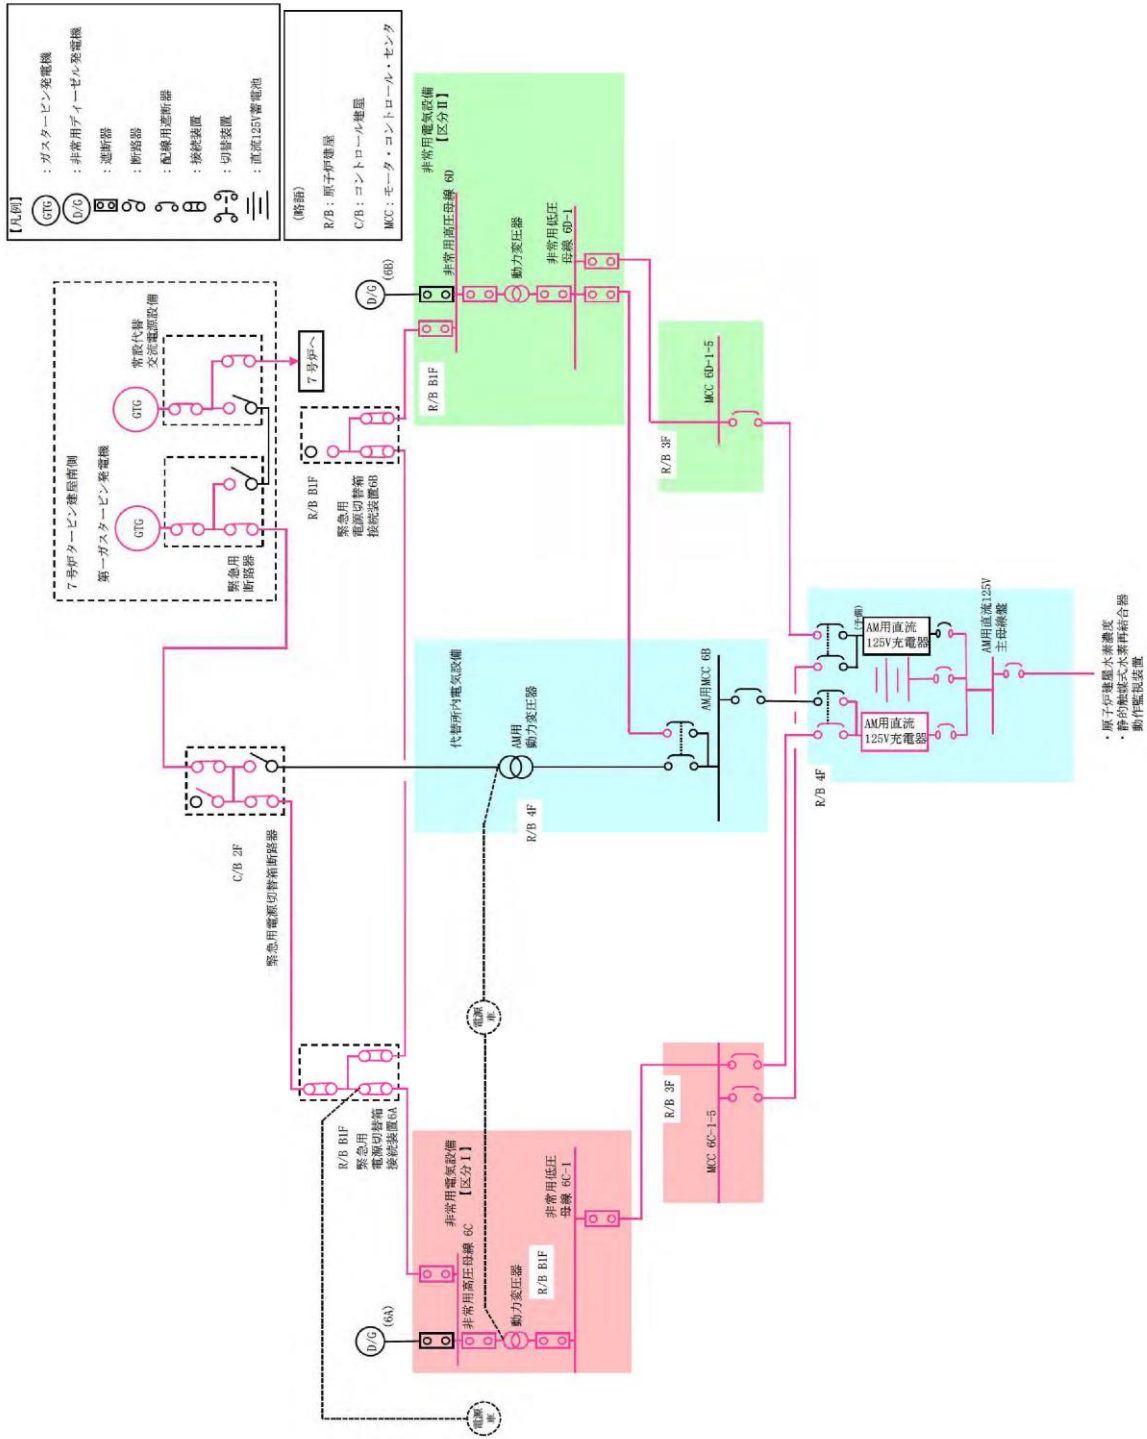 【凡例】
GTG
：ガスタービン発電機
D/G
：非常用ディーゼル発電機
：遮断器
：断路器
：配線用遮断器
：接続装置
：切替装置
：直流125V蓄電池
(略語)
R/B：原子炉建屋
C/B：コントロール建屋
MCC：モータ・コントロール・センタ
7号炉タービン建屋南側
第一ガスタービン発電機
常設代替
交流電源設備
GTG
GTG
緊急用
断路器
7号炉へ
C/B 2F
緊急用電源切替箱断路器
R/B B1F
緊急用
電源切替箱
接続装置6A
R/B B1F
緊急用
電源切替箱
接続装置6B
電源
車
電源
車
D/G
(6A)
非常用電気設備
【区分Ⅰ】
非常用高圧母線 6C
動力変圧器
R/B B1F
非常用低圧
母線 6C-1
代替所内電気設備
AM用
動力変圧器
R/B 4F
AM用MCC 6B
D/G
(6B)
非常用電気設備
【区分Ⅱ】
非常用高圧母線 6D
動力変圧器
R/B B1F
非常用低圧
母線 6D-1
R/B 3F
MCC 6C-1-5
R/B 3F
MCC 6D-1-5
R/B 4F
AM用直流
125V充電器
(予備)
AM用直流
125V充電器
AM用直流125V
主母線盤
・原子炉建屋水素濃度
・静的触媒式水素再結合器
動作監視装置